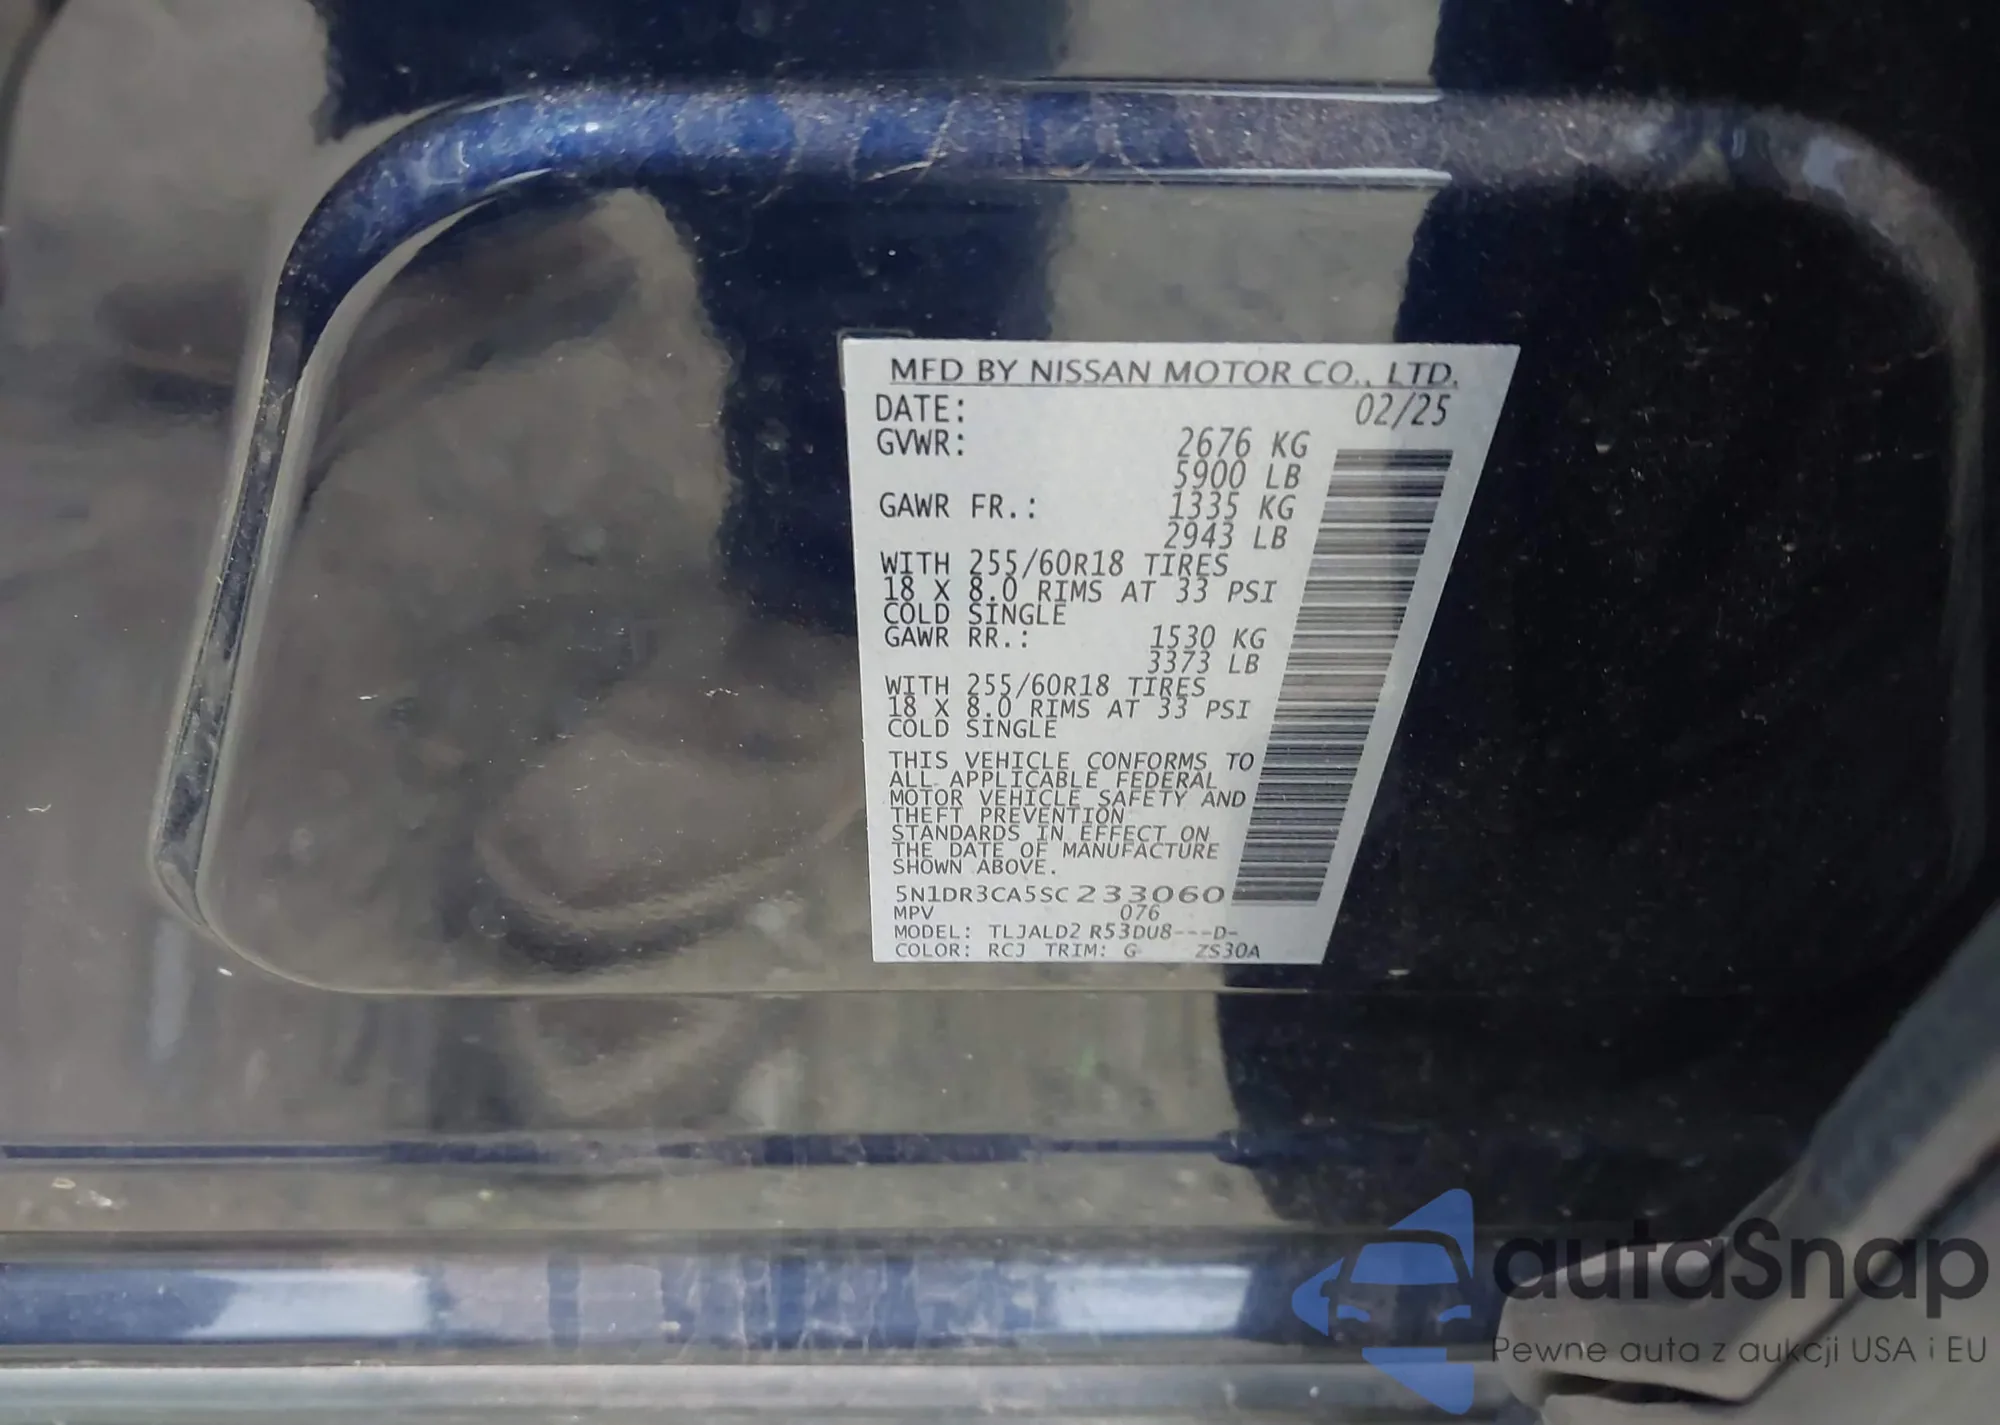 MFD BY NISSAN MOTOR CO., LTD.
DATE: 02/25
GVWR: 2676 KG
5900 LB
GAWR FR.: 1335 KG
2943 LB
WITH 255/60R18 TIRES
18 X 8.0 RIMS AT 33 PSI
COLD SINGLE
GAWR RR.: 1530 KG
3373 LB
WITH 255/60R18 TIRES
18 X 8.0 RIMS AT 33 PSI
COLD SINGLE
THIS VEHICLE CONFORMS TO
ALL APPLICABLE FEDERAL
MOTOR VEHICLE SAFETY AND
THEFT PREVENTION
STANDARDS IN EFFECT ON
THE DATE OF MANUFACTURE
SHOWN ABOVE.
5N1DR3CA5SC233060
MPV 076
MODEL: TLJALD2 R53DU8---D-
COLOR: RCJ TRIM: G ZS30A
autaSnap
Pewne auta z aukcji USA i EU